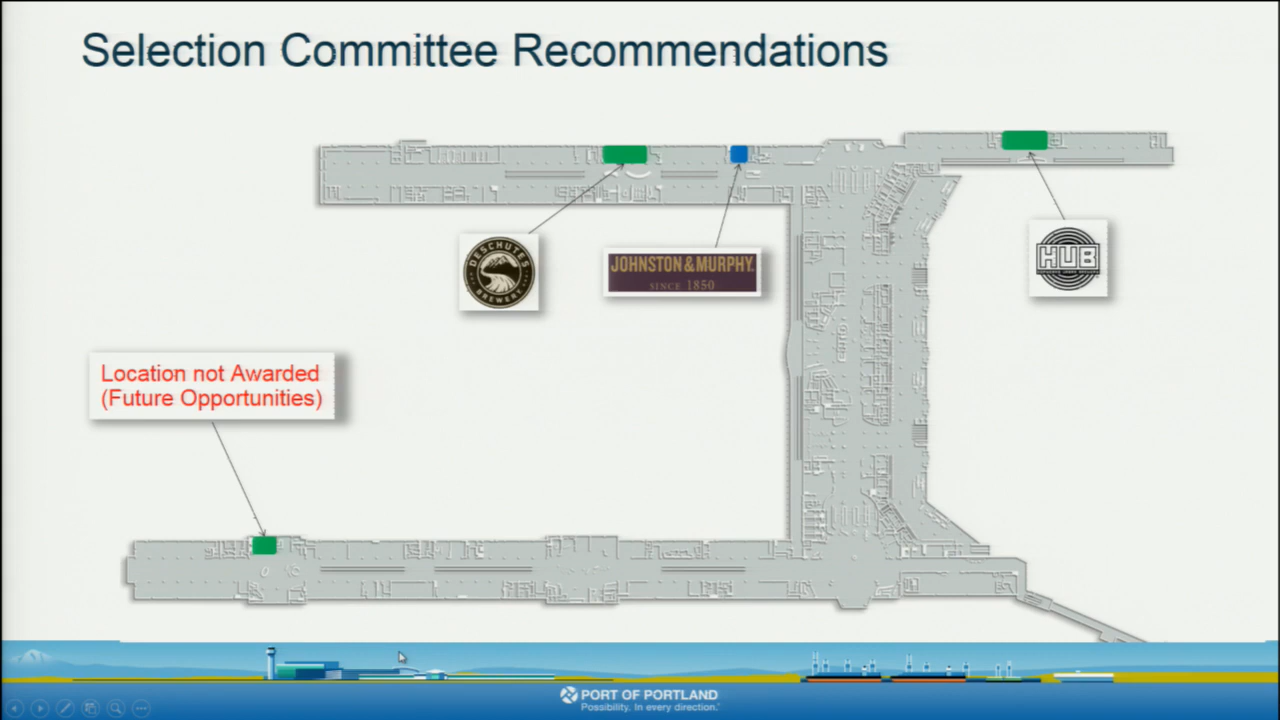 Selection Committee Recommendations
DESCHUTES
BREWERY
JOHNSTON & MURPHY.
SINCE 1850
HUB
Location not Awarded
(Future Opportunities)
PORT OF PORTLAND
Possibility. In every direction.